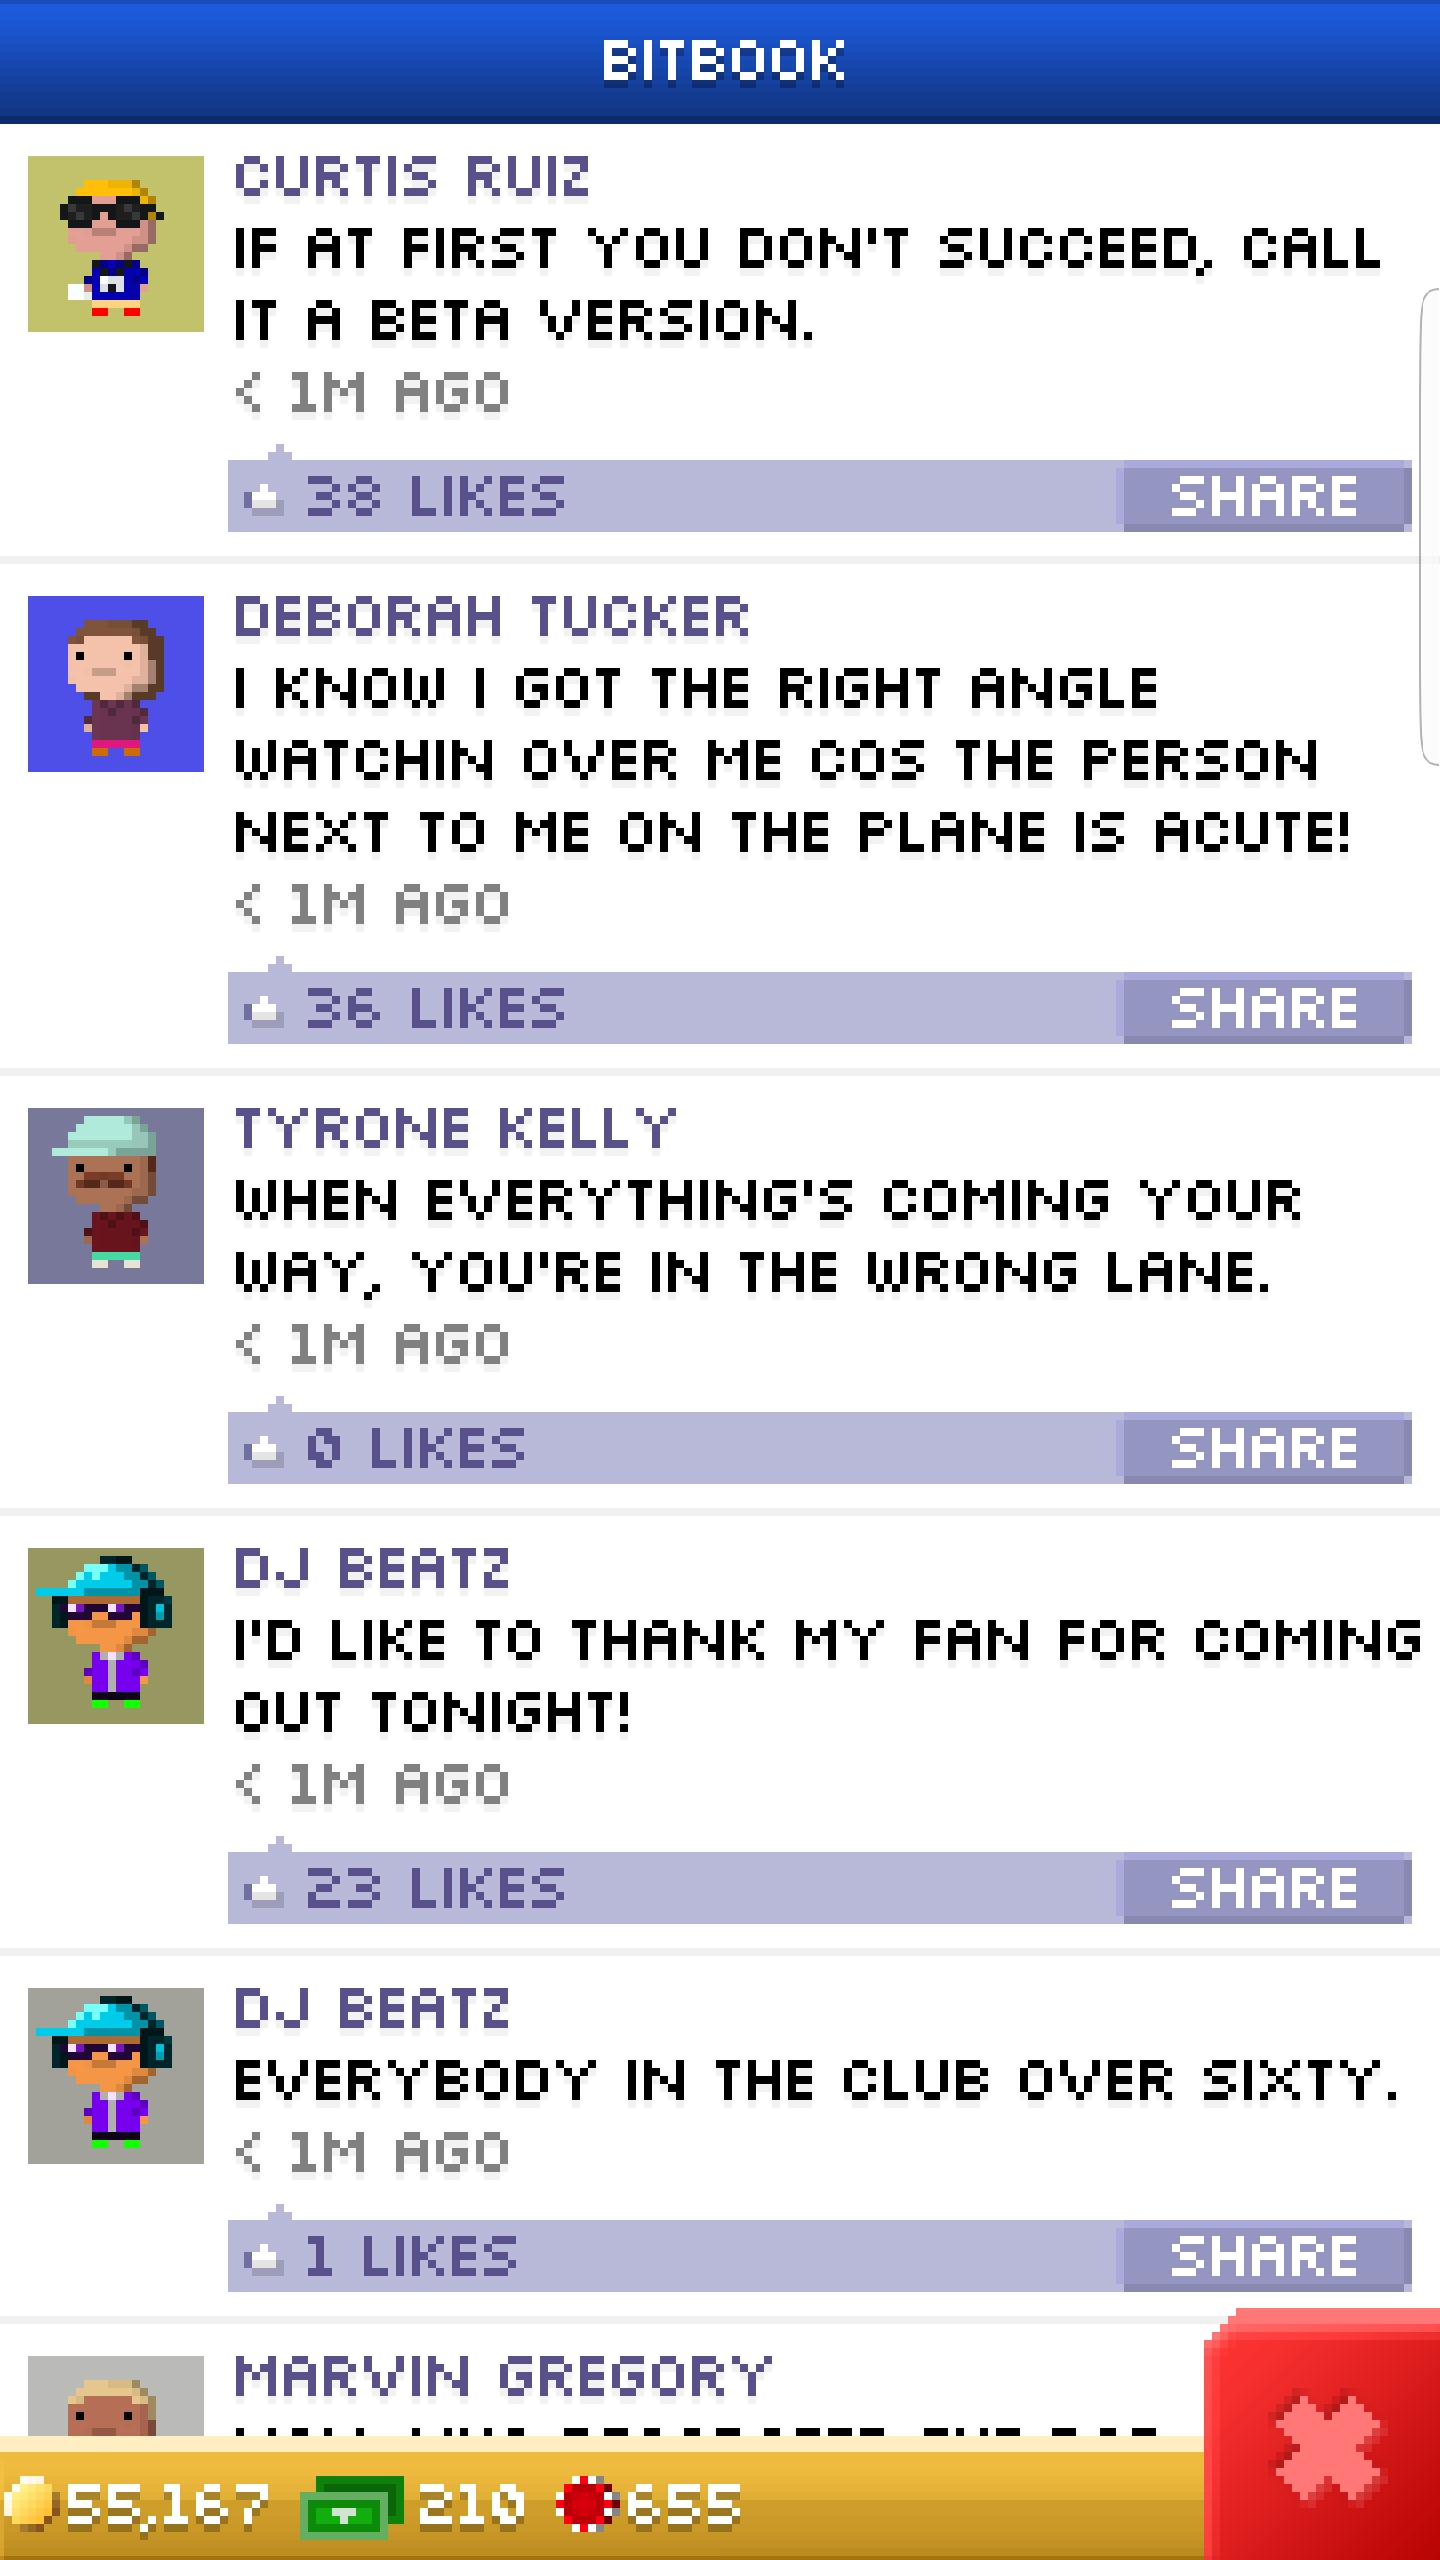 BITBOOK
CURTIS RUIZ
IF AT FIRST YOU DON'T SUCCEED, CALL
IT A BETA VERSION.
< 1M AGO
38 LIKES SHARE
DEBORAH TUCKER
I KNOW I GOT THE RIGHT ANGLE
WATCHIN OVER ME COS THE PERSON
NEXT TO ME ON THE PLANE IS ACUTE!
< 1M AGO
36 LIKES SHARE
TYRONE KELLY
WHEN EVERYTHING'S COMING YOUR
WAY, YOU'RE IN THE WRONG LANE.
< 1M AGO
0 LIKES SHARE
DJ BEATZ
I'D LIKE TO THANK MY FAN FOR COMING
OUT TONIGHT!
< 1M AGO
23 LIKES SHARE
DJ BEATZ
EVERYBODY IN THE CLUB OVER SIXTY.
< 1M AGO
1 LIKES SHARE
MARVIN GREGORY
55,167 210 655